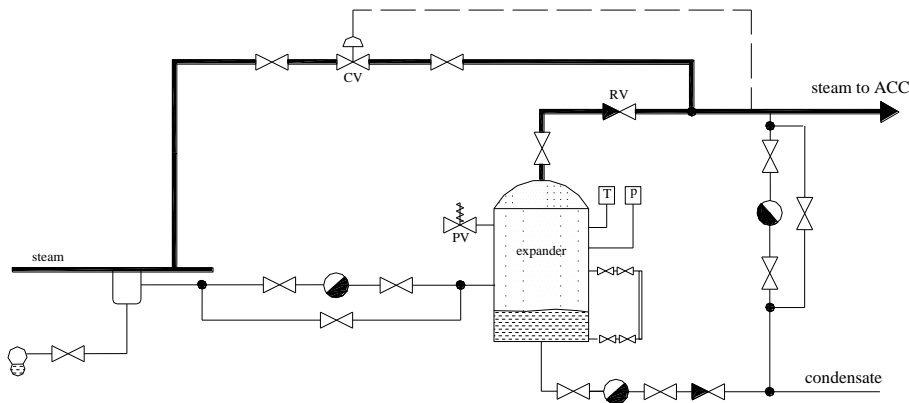 CV
steam to ACC
RV
T P
PV
expander
steam
condensate